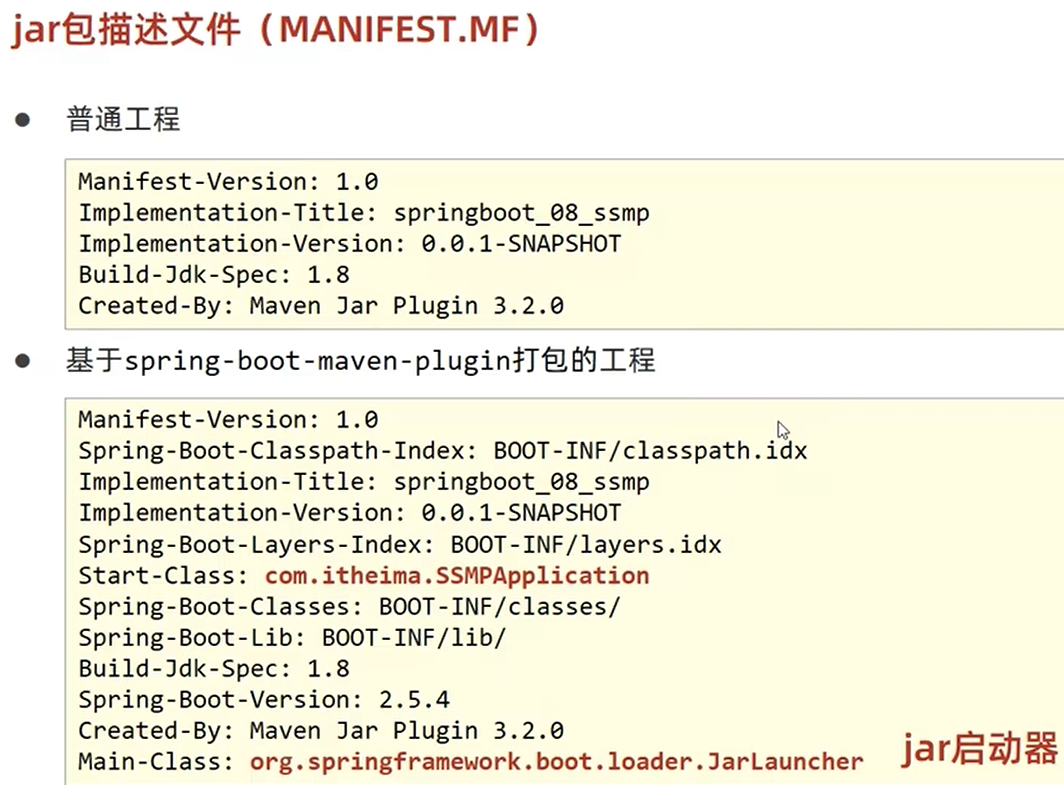 jar包描述文件（MANIFEST.MF）
● 普通工程
Manifest-Version: 1.0
Implementation-Title: springboot_08_ssmp
Implementation-Version: 0.0.1-SNAPSHOT
Build-Jdk-Spec: 1.8
Created-By: Maven Jar Plugin 3.2.0
● 基于spring-boot-maven-plugin打包的工程
Manifest-Version: 1.0
Spring-Boot-Classpath-Index: BOOT-INF/classpath.idx
Implementation-Title: springboot_08_ssmp
Implementation-Version: 0.0.1-SNAPSHOT
Spring-Boot-Layers-Index: BOOT-INF/layers.idx
Start-Class: com.itheima.SSMPApplication
Spring-Boot-Classes: BOOT-INF/classes/
Spring-Boot-Lib: BOOT-INF/lib/
Build-Jdk-Spec: 1.8
Spring-Boot-Version: 2.5.4
Created-By: Maven Jar Plugin 3.2.0
Main-Class: org.springframework.boot.loader.JarLauncher
jar启动器